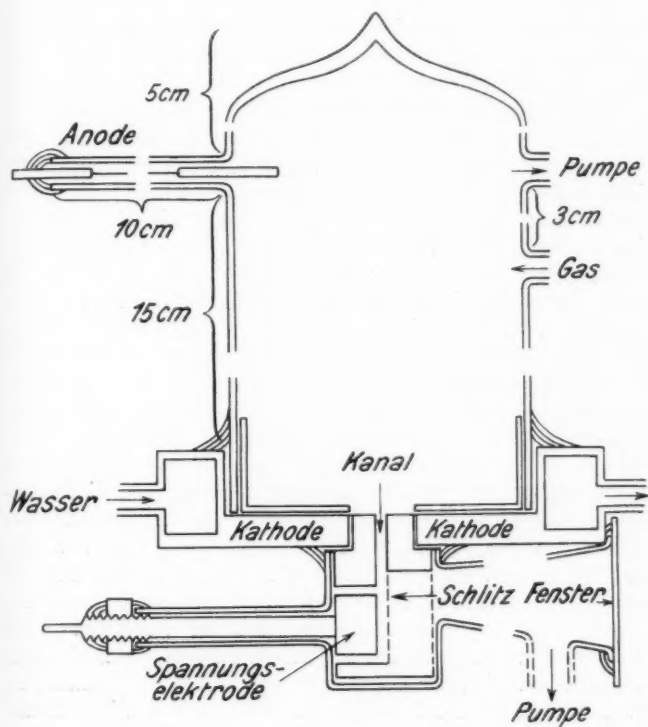 5cm
Anode
Pumpe
10cm
3cm
Gas
15cm
Kanal
Wasser
Kathode
Kathode
Schlitz Fenster
Spannungs-
elektrode
Pumpe